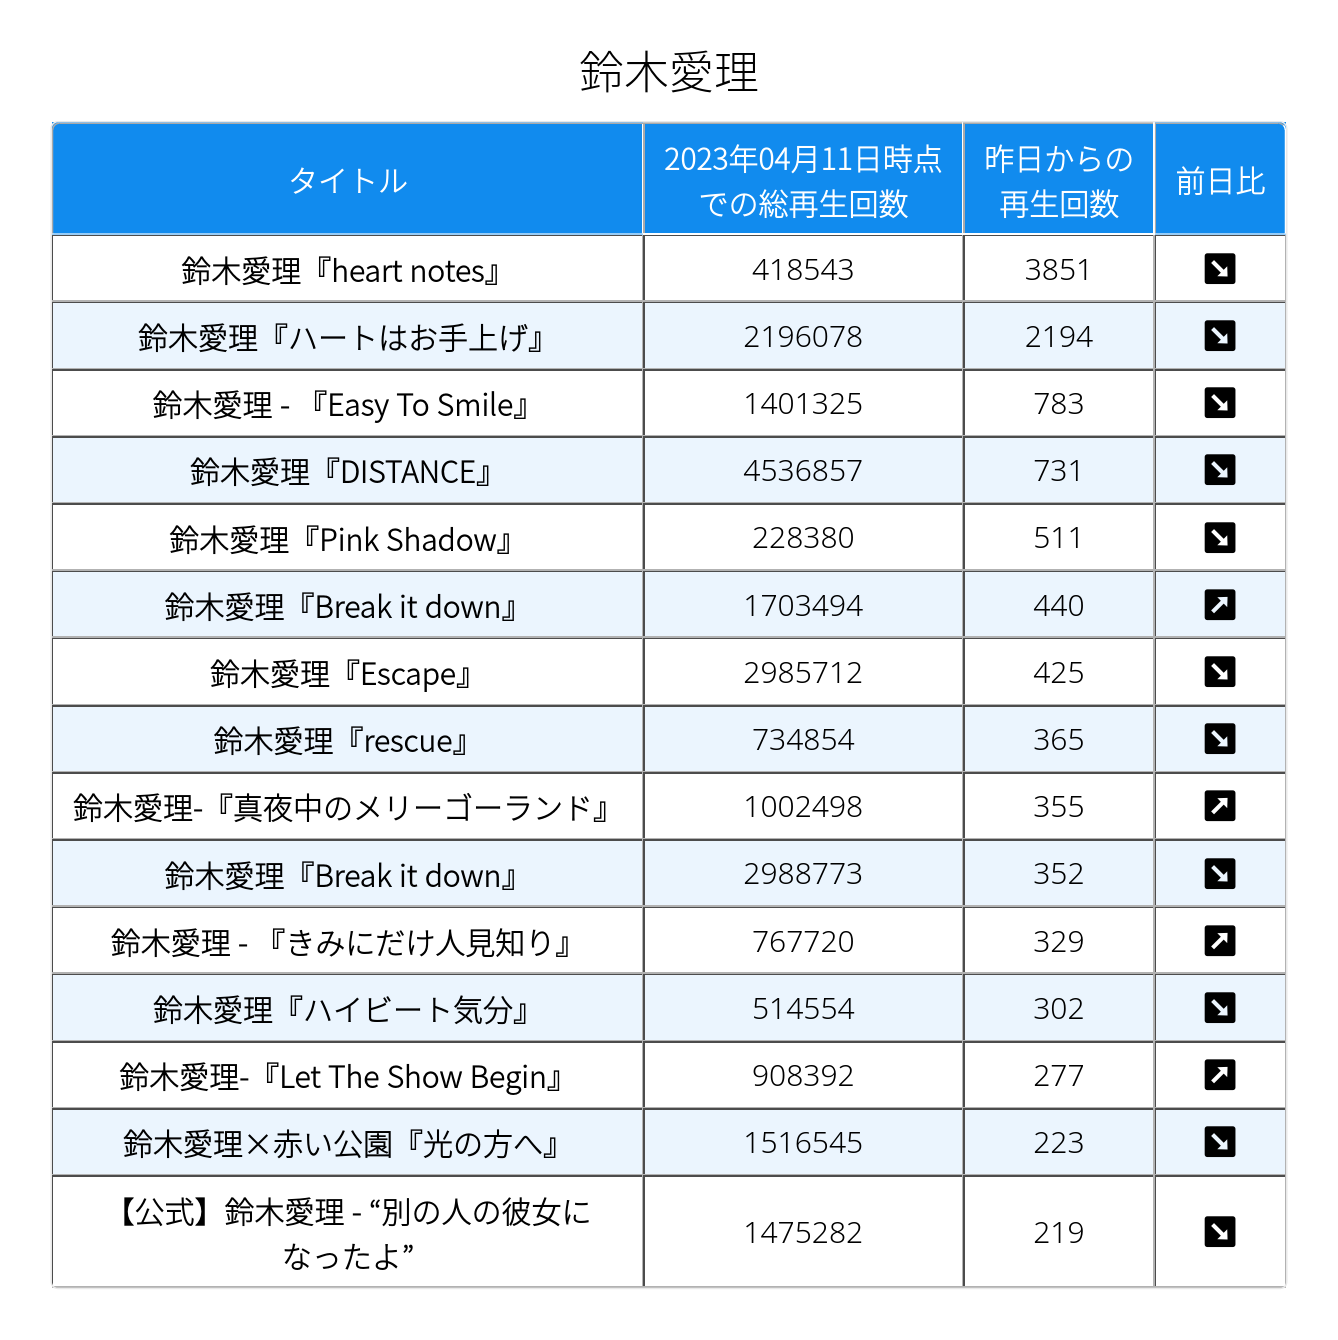 鈴木愛理
タイトル
2023年04月11日時点
での総再生回数
昨日からの
再生回数
前日比
鈴木愛理『heart notes』 418543 3851 ↘
鈴木愛理『ハートはお手上げ』 2196078 2194 ↘
鈴木愛理 - 『Easy To Smile』 1401325 783 ↘
鈴木愛理『DISTANCE』 4536857 731 ↘
鈴木愛理『Pink Shadow』 228380 511 ↘
鈴木愛理『Break it down』 1703494 440 ↗
鈴木愛理『Escape』 2985712 425 ↘
鈴木愛理『rescue』 734854 365 ↘
鈴木愛理-『真夜中のメリーゴーランド』 1002498 355 ↗
鈴木愛理『Break it down』 2988773 352 ↘
鈴木愛理 - 『きみにだけ人見知り』 767720 329 ↗
鈴木愛理『ハイビート気分』 514554 302 ↘
鈴木愛理-『Let The Show Begin』 908392 277 ↗
鈴木愛理×赤い公園『光の方へ』 1516545 223 ↘
【公式】鈴木愛理 - “別の人の彼女に
なったよ” 1475282 219 ↘